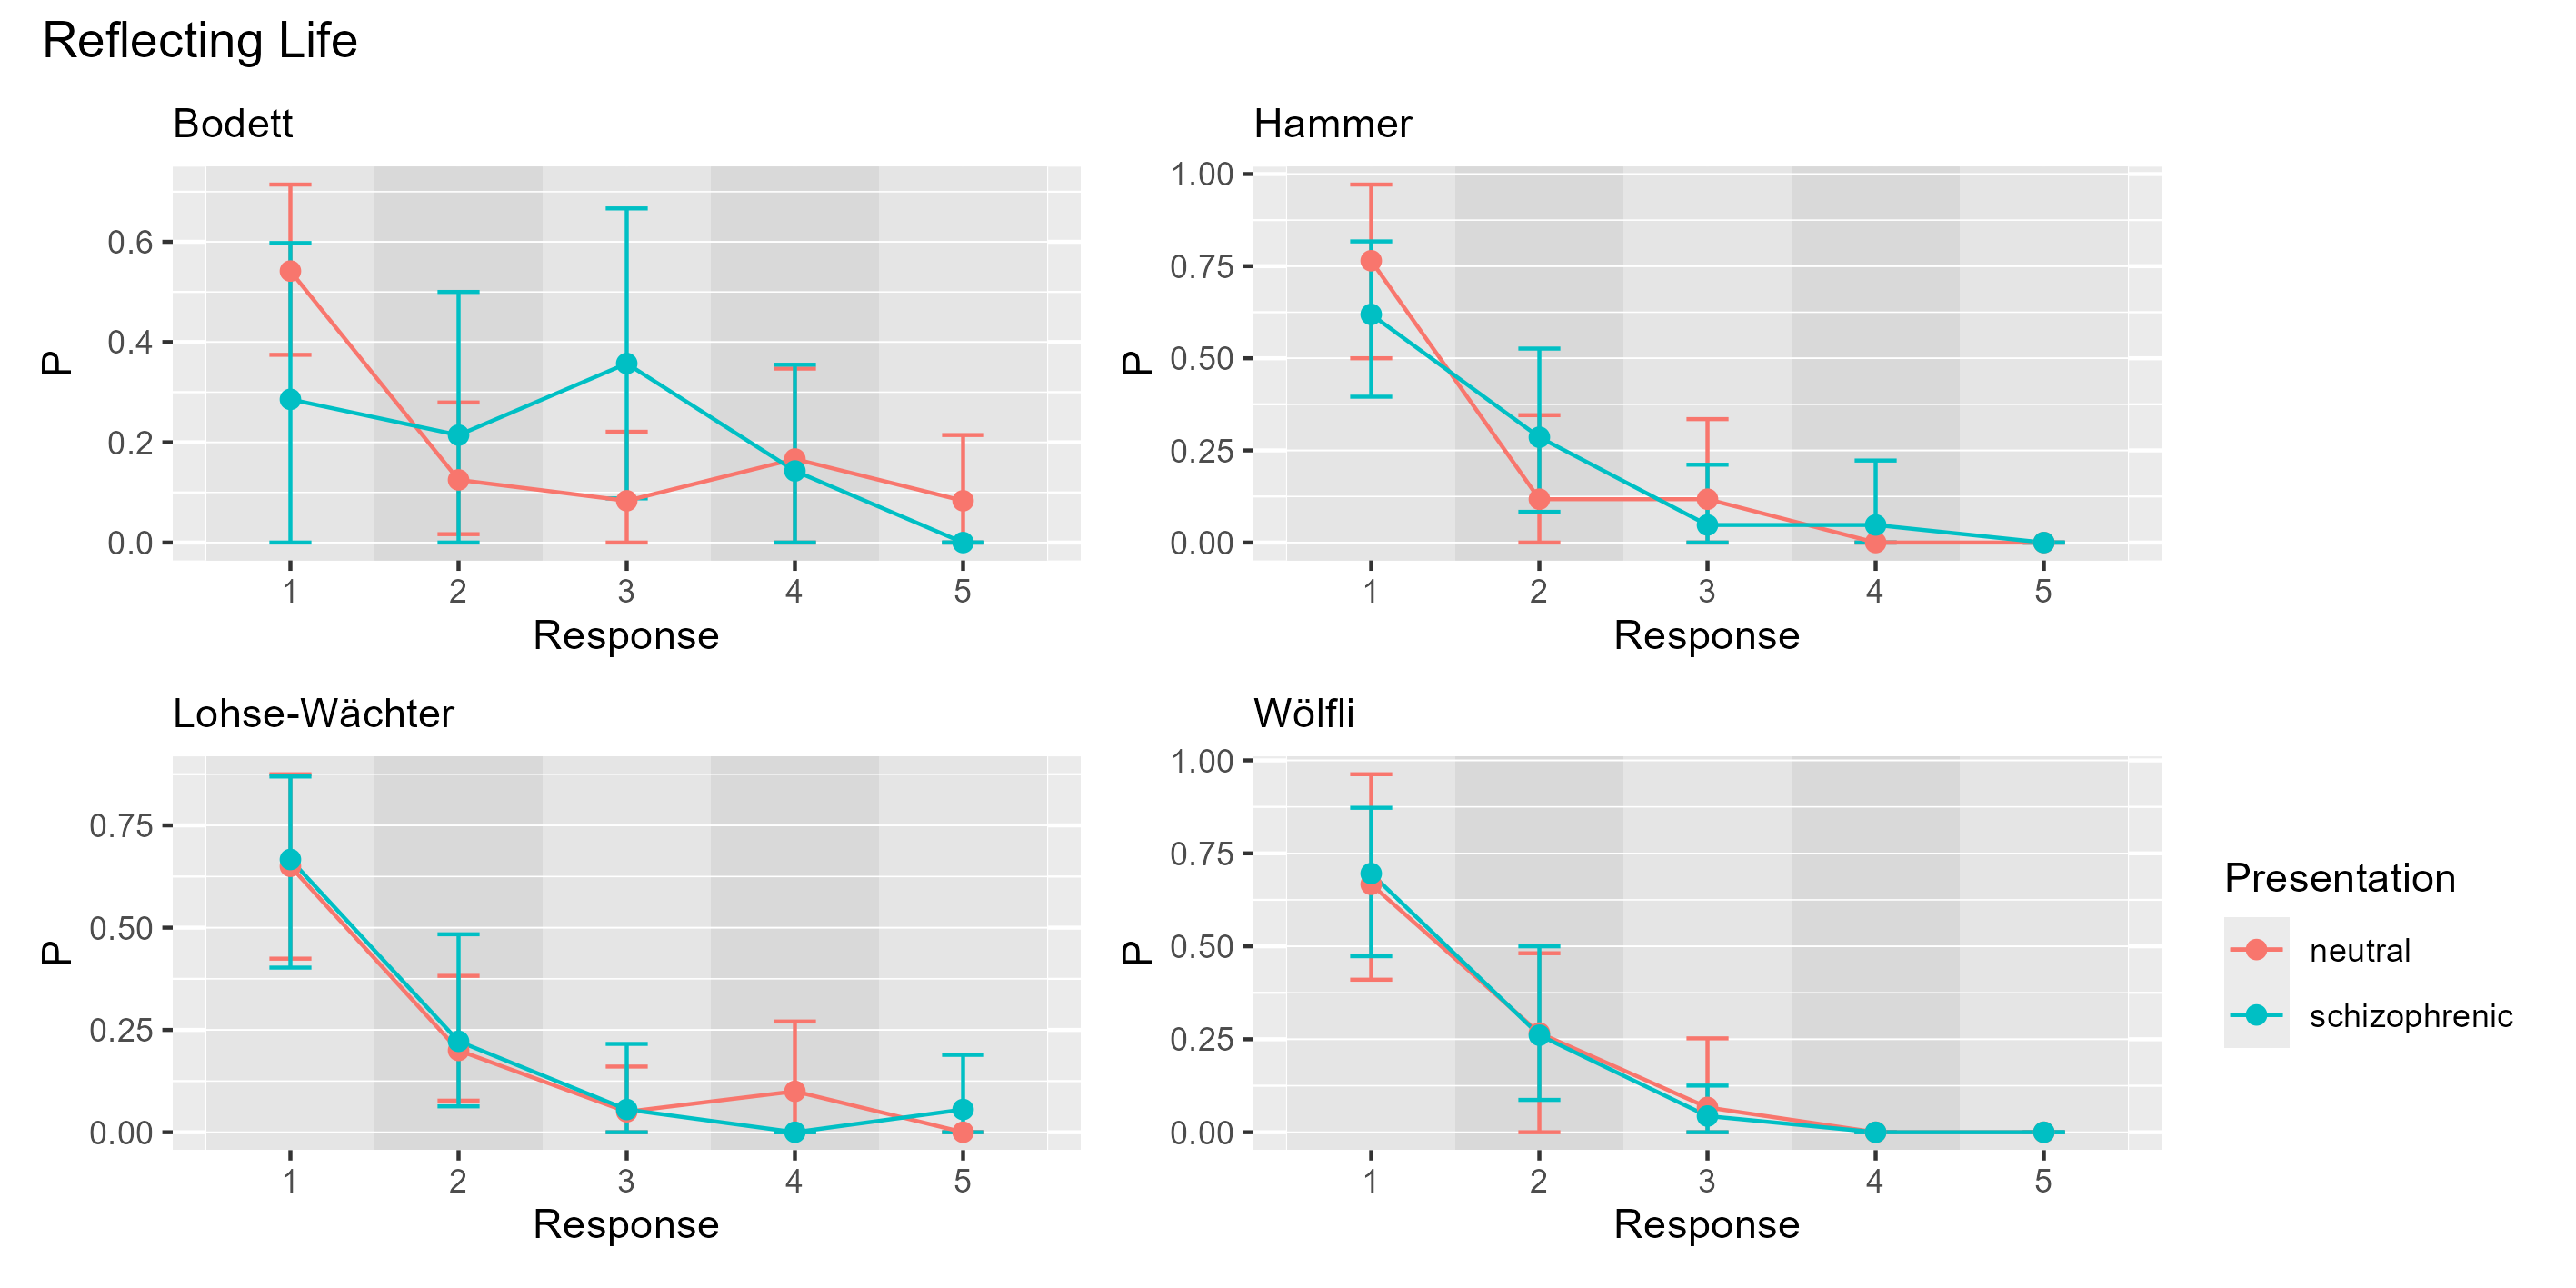 Reflecting Life
Bodett
P
0.6
0.4
0.2
0.0
1 2 3 4 5
Response
Hammer
P
1.00
0.75
0.50
0.25
0.00
1 2 3 4 5
Response
Lohse-Wächter
P
0.75
0.50
0.25
0.00
1 2 3 4 5
Response
Wölfli
P
1.00
0.75
0.50
0.25
0.00
1 2 3 4 5
Response
Presentation
neutral
schizophrenic